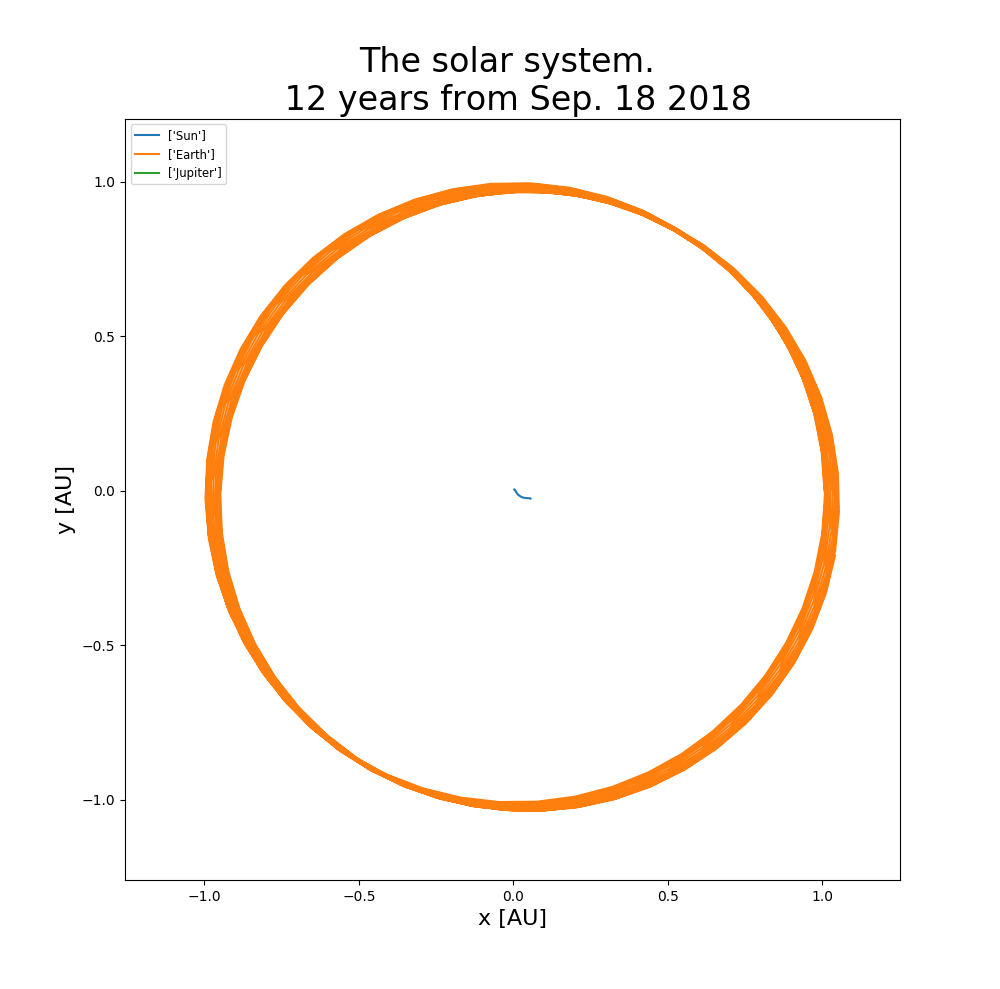 The solar system.
12 years from Sep. 18 2018
['Sun']
['Earth']
['Jupiter']
1.0
0.5
0.0
−0.5
−1.0
y [AU]
−1.0
−0.5
0.0
0.5
1.0
x [AU]